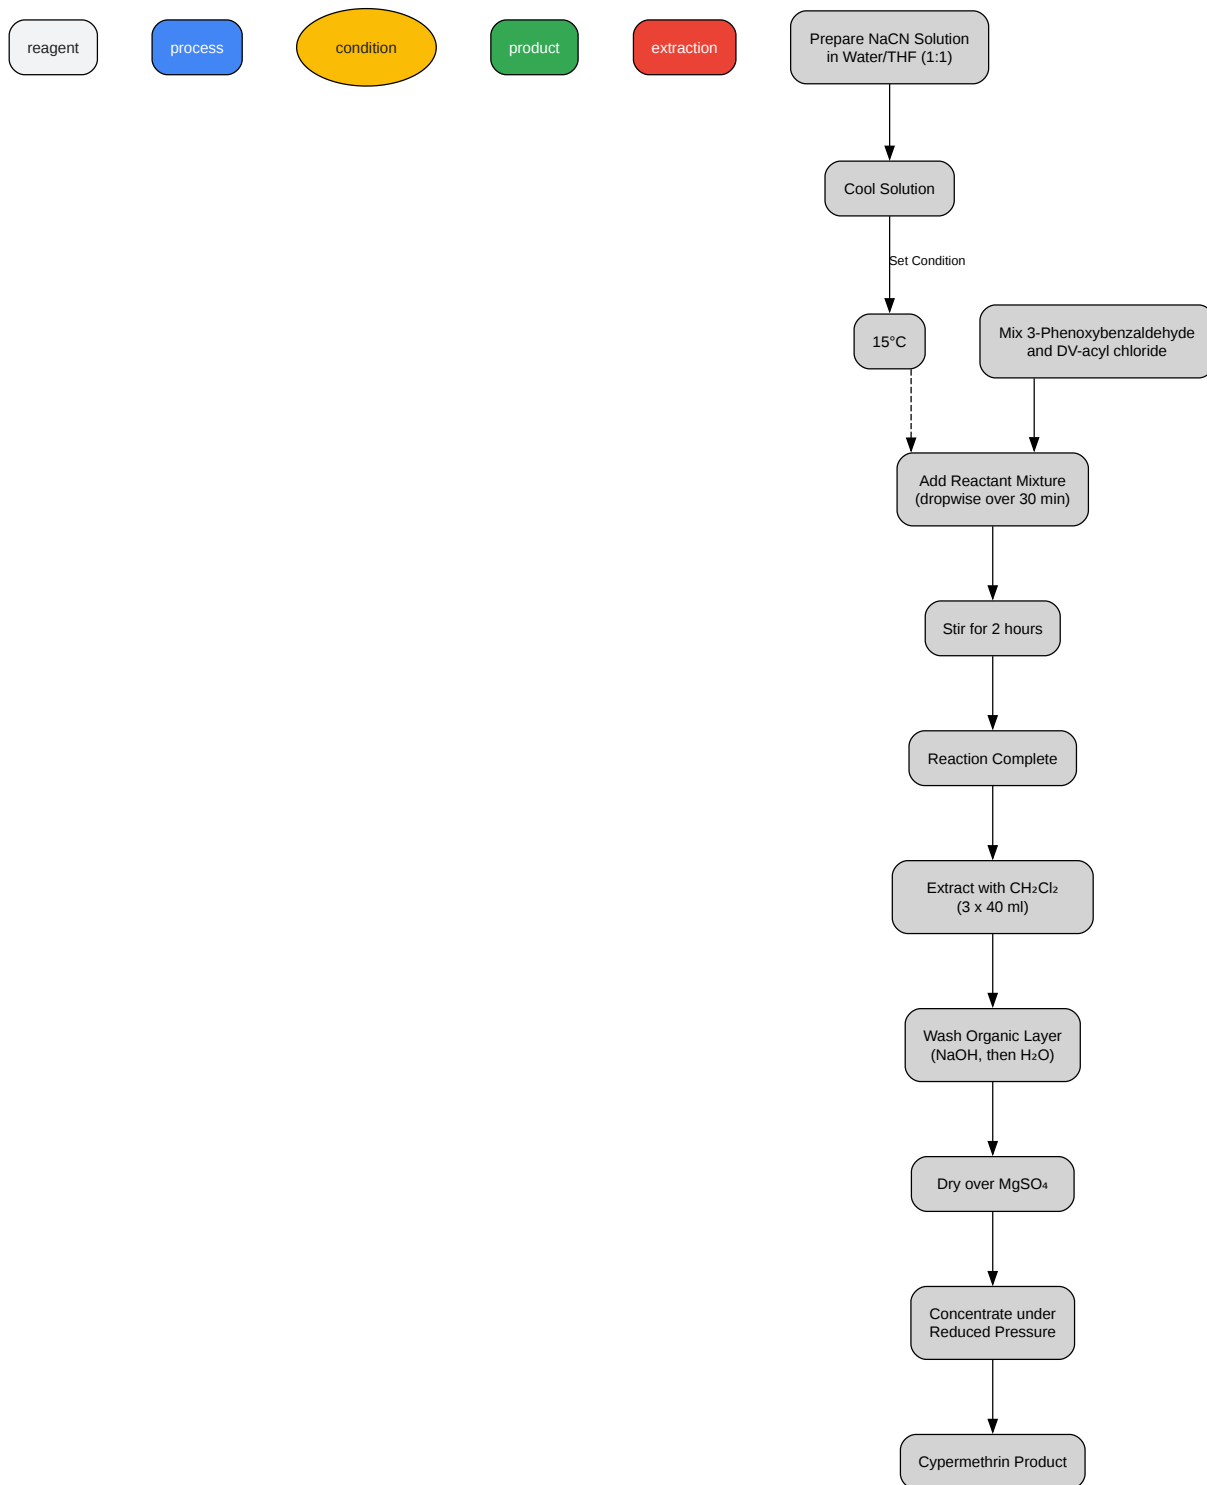 reagent
process
condition
product
extraction
Prepare NaCN Solution
in Water/THF (1:1)
Cool Solution
Set Condition
15°C
Mix 3-Phenoxybenzaldehyde
and DV-acyl chloride
Add Reactant Mixture
(dropwise over 30 min)
Stir for 2 hours
Reaction Complete
Extract with CH₂Cl₂
(3 x 40 ml)
Wash Organic Layer
(NaOH, then H₂O)
Dry over MgSO₄
Concentrate under
Reduced Pressure
Cypermethrin Product